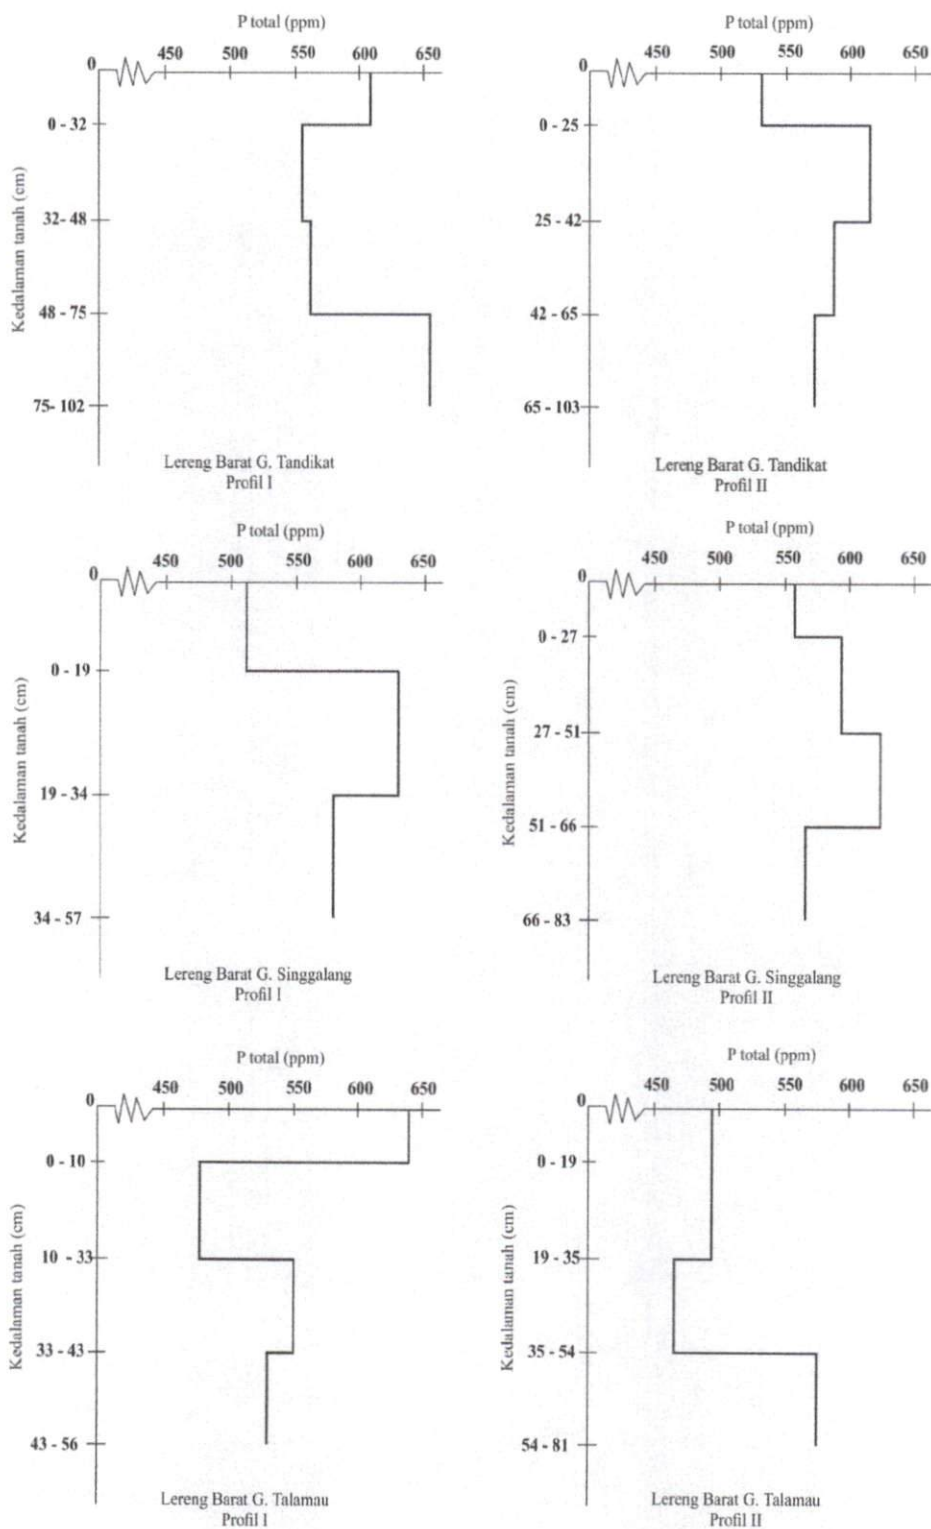 P total (ppm)
0 450 500 550 600 650
0 - 32
32- 48
48 - 75
75- 102
Kedalaman tanah (cm)
Lereng Barat G. Tandikat
Profil I
P total (ppm)
0 450 500 550 600 650
0 - 25
25 - 42
42 - 65
65 - 103
Kedalaman tanah (cm)
Lereng Barat G. Tandikat
Profil II
P total (ppm)
0 450 500 550 600 650
0 - 19
19 - 34
34 - 57
Kedalaman tanah (cm)
Lereng Barat G. Singgalang
Profil I
P total (ppm)
0 450 500 550 600 650
0 - 27
27 - 51
51 - 66
66 - 83
Kedalaman tanah (cm)
Lereng Barat G. Singgalang
Profil II
P total (ppm)
0 450 500 550 600 650
0 - 10
10 - 33
33 - 43
43 - 56
Kedalaman tanah (cm)
Lereng Barat G. Talamau
Profil I
P total (ppm)
0 450 500 550 600 650
0 - 19
19 - 35
35 - 54
54 - 81
Kedalaman tanah (cm)
Lereng Barat G. Talamau
Profil II